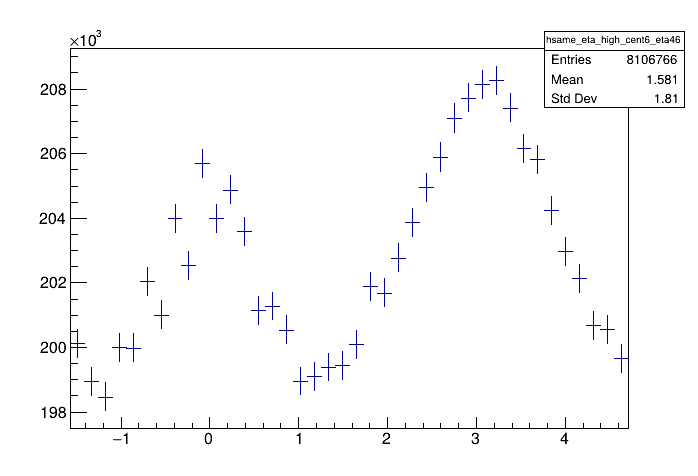 ×10³
hsame_eta_high_cent6_eta46
Entries 8106766
Mean 1.581
Std Dev 1.81
208
206
204
202
200
198
−1 0 1 2 3 4